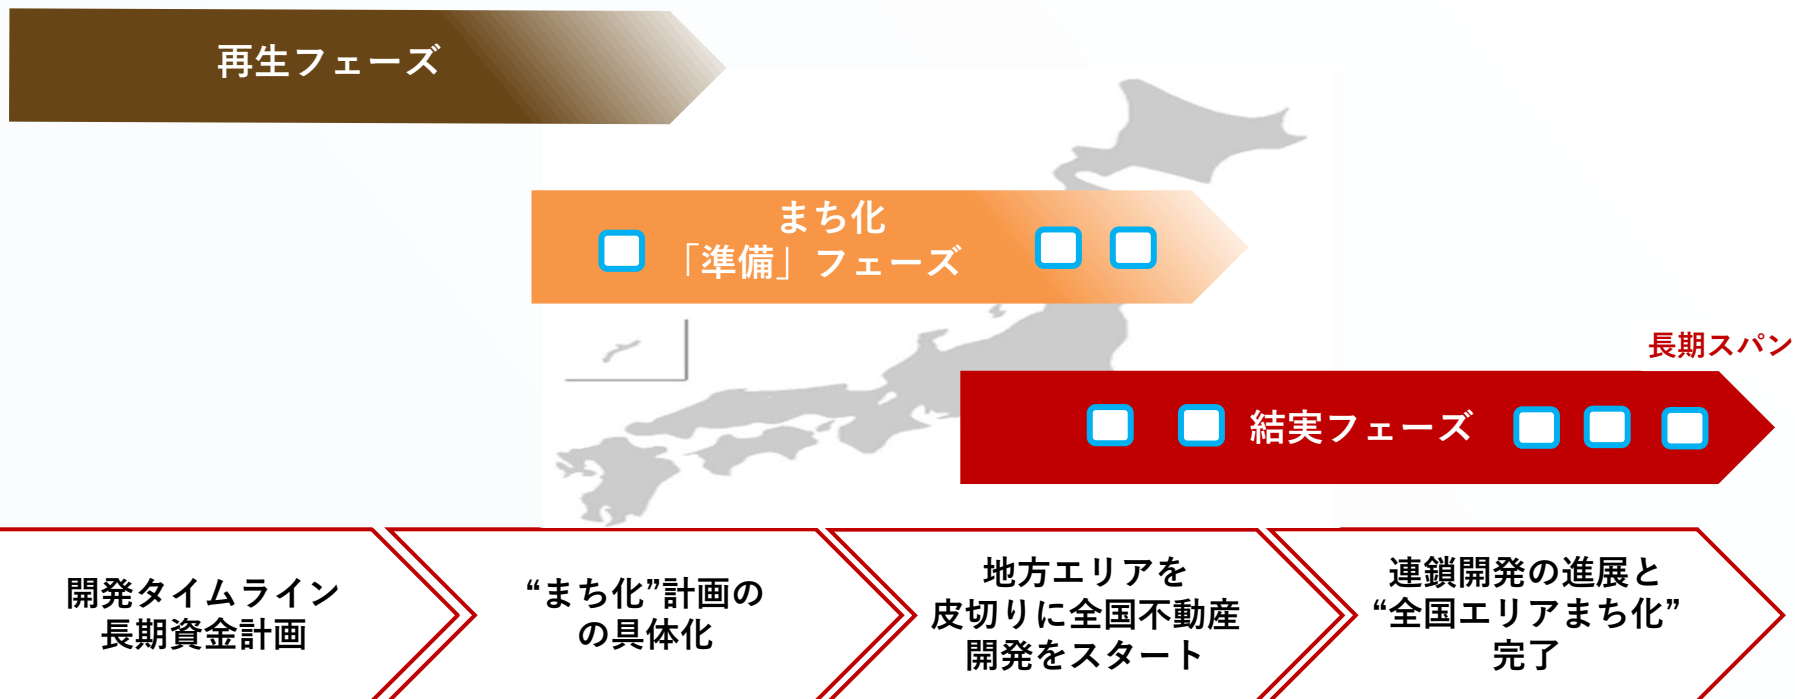 再生フェーズ
まち化
「準備」フェーズ
長期スパン
結実フェーズ
開発タイムライン
長期資金計画
“まち化”計画の
の具体化
地方エリアを
皮切りに全国不動産
開発をスタート
連鎖開発の進展と
“全国エリアまち化”
完了